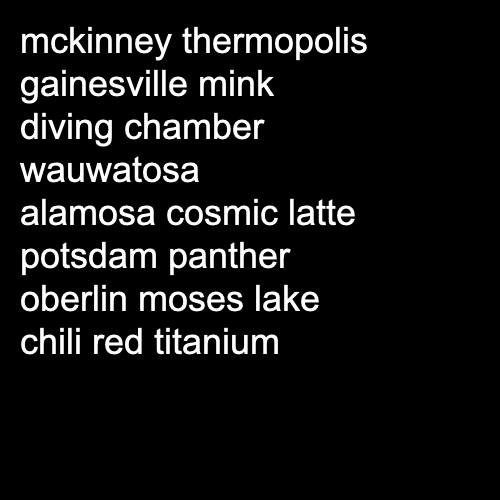 mckinney thermopolis
gainesville mink
diving chamber
wauwatosa
alamosa cosmic latte
potsdam panther
oberlin moses lake
chili red titanium